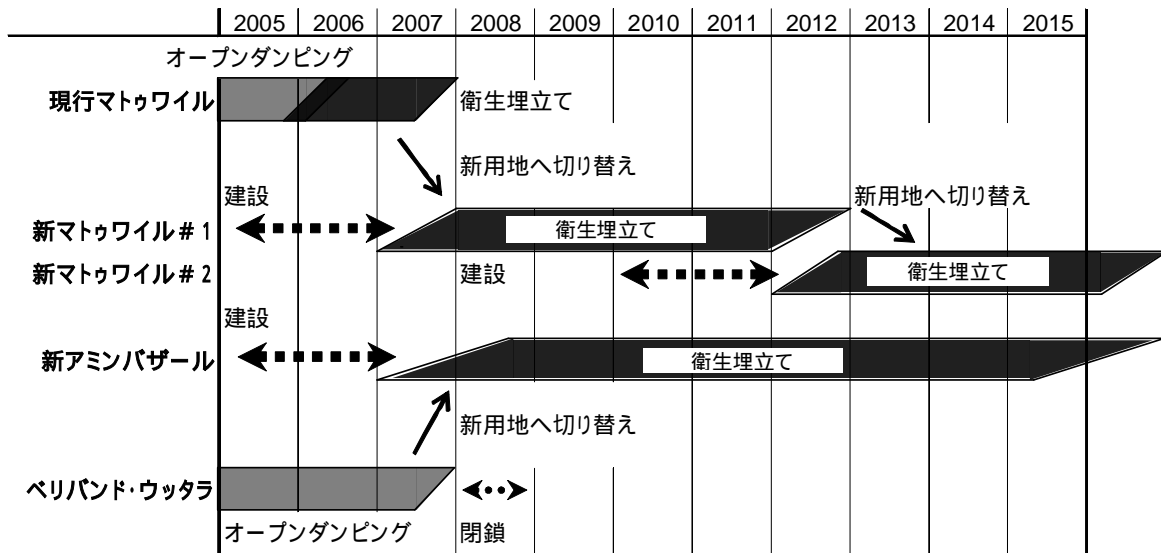 2005 2006 2007 2008 2009 2010 2011 2012 2013 2014 2015
オープンダンピング
現行マトゥワイル 衛生埋立て
新用地へ切り替え
建設 新用地へ切り替え
新マトゥワイル#1 衛生埋立て
新マトゥワイル#2 建設 衛生埋立て
建設
新アミンバザール 衛生埋立て
新用地へ切り替え
ベリバンド・ウッタラ
オープンダンピング 閉鎖